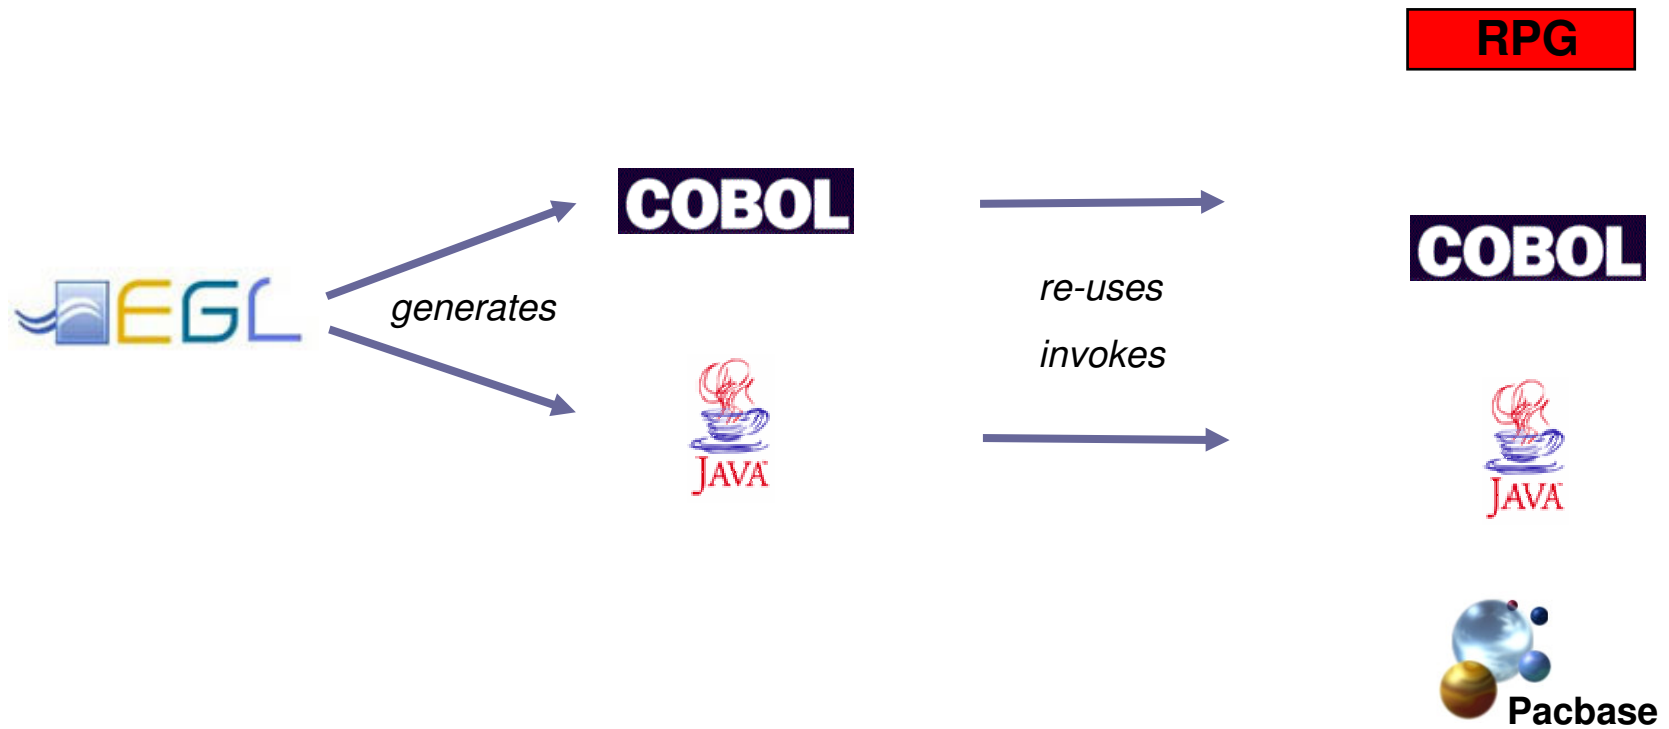 RPG
COBOL
COBOL
EGL
generates
re-uses
invokes
JAVA
JAVA
Pacbase